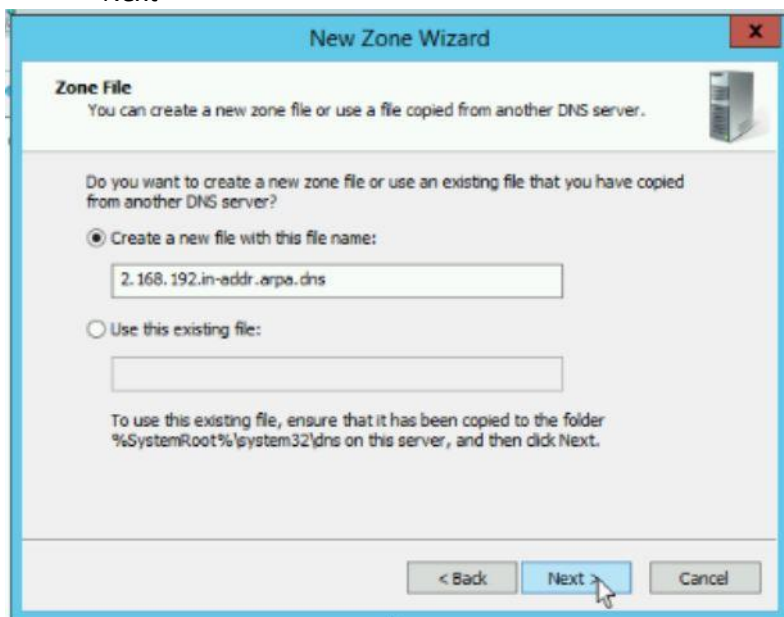 Next
New Zone Wizard
x
Zone File
You can create a new zone file or use a file copied from another DNS server.
Do you want to create a new zone file or use an existing file that you have copied
from another DNS server?
Create a new file with this file name:
2.168.192.in-addr.arpa.dns
Use this existing file:
To use this existing file, ensure that it has been copied to the folder
%SystemRoot%\system32\dns on this server, and then click Next.
< Back Next > Cancel